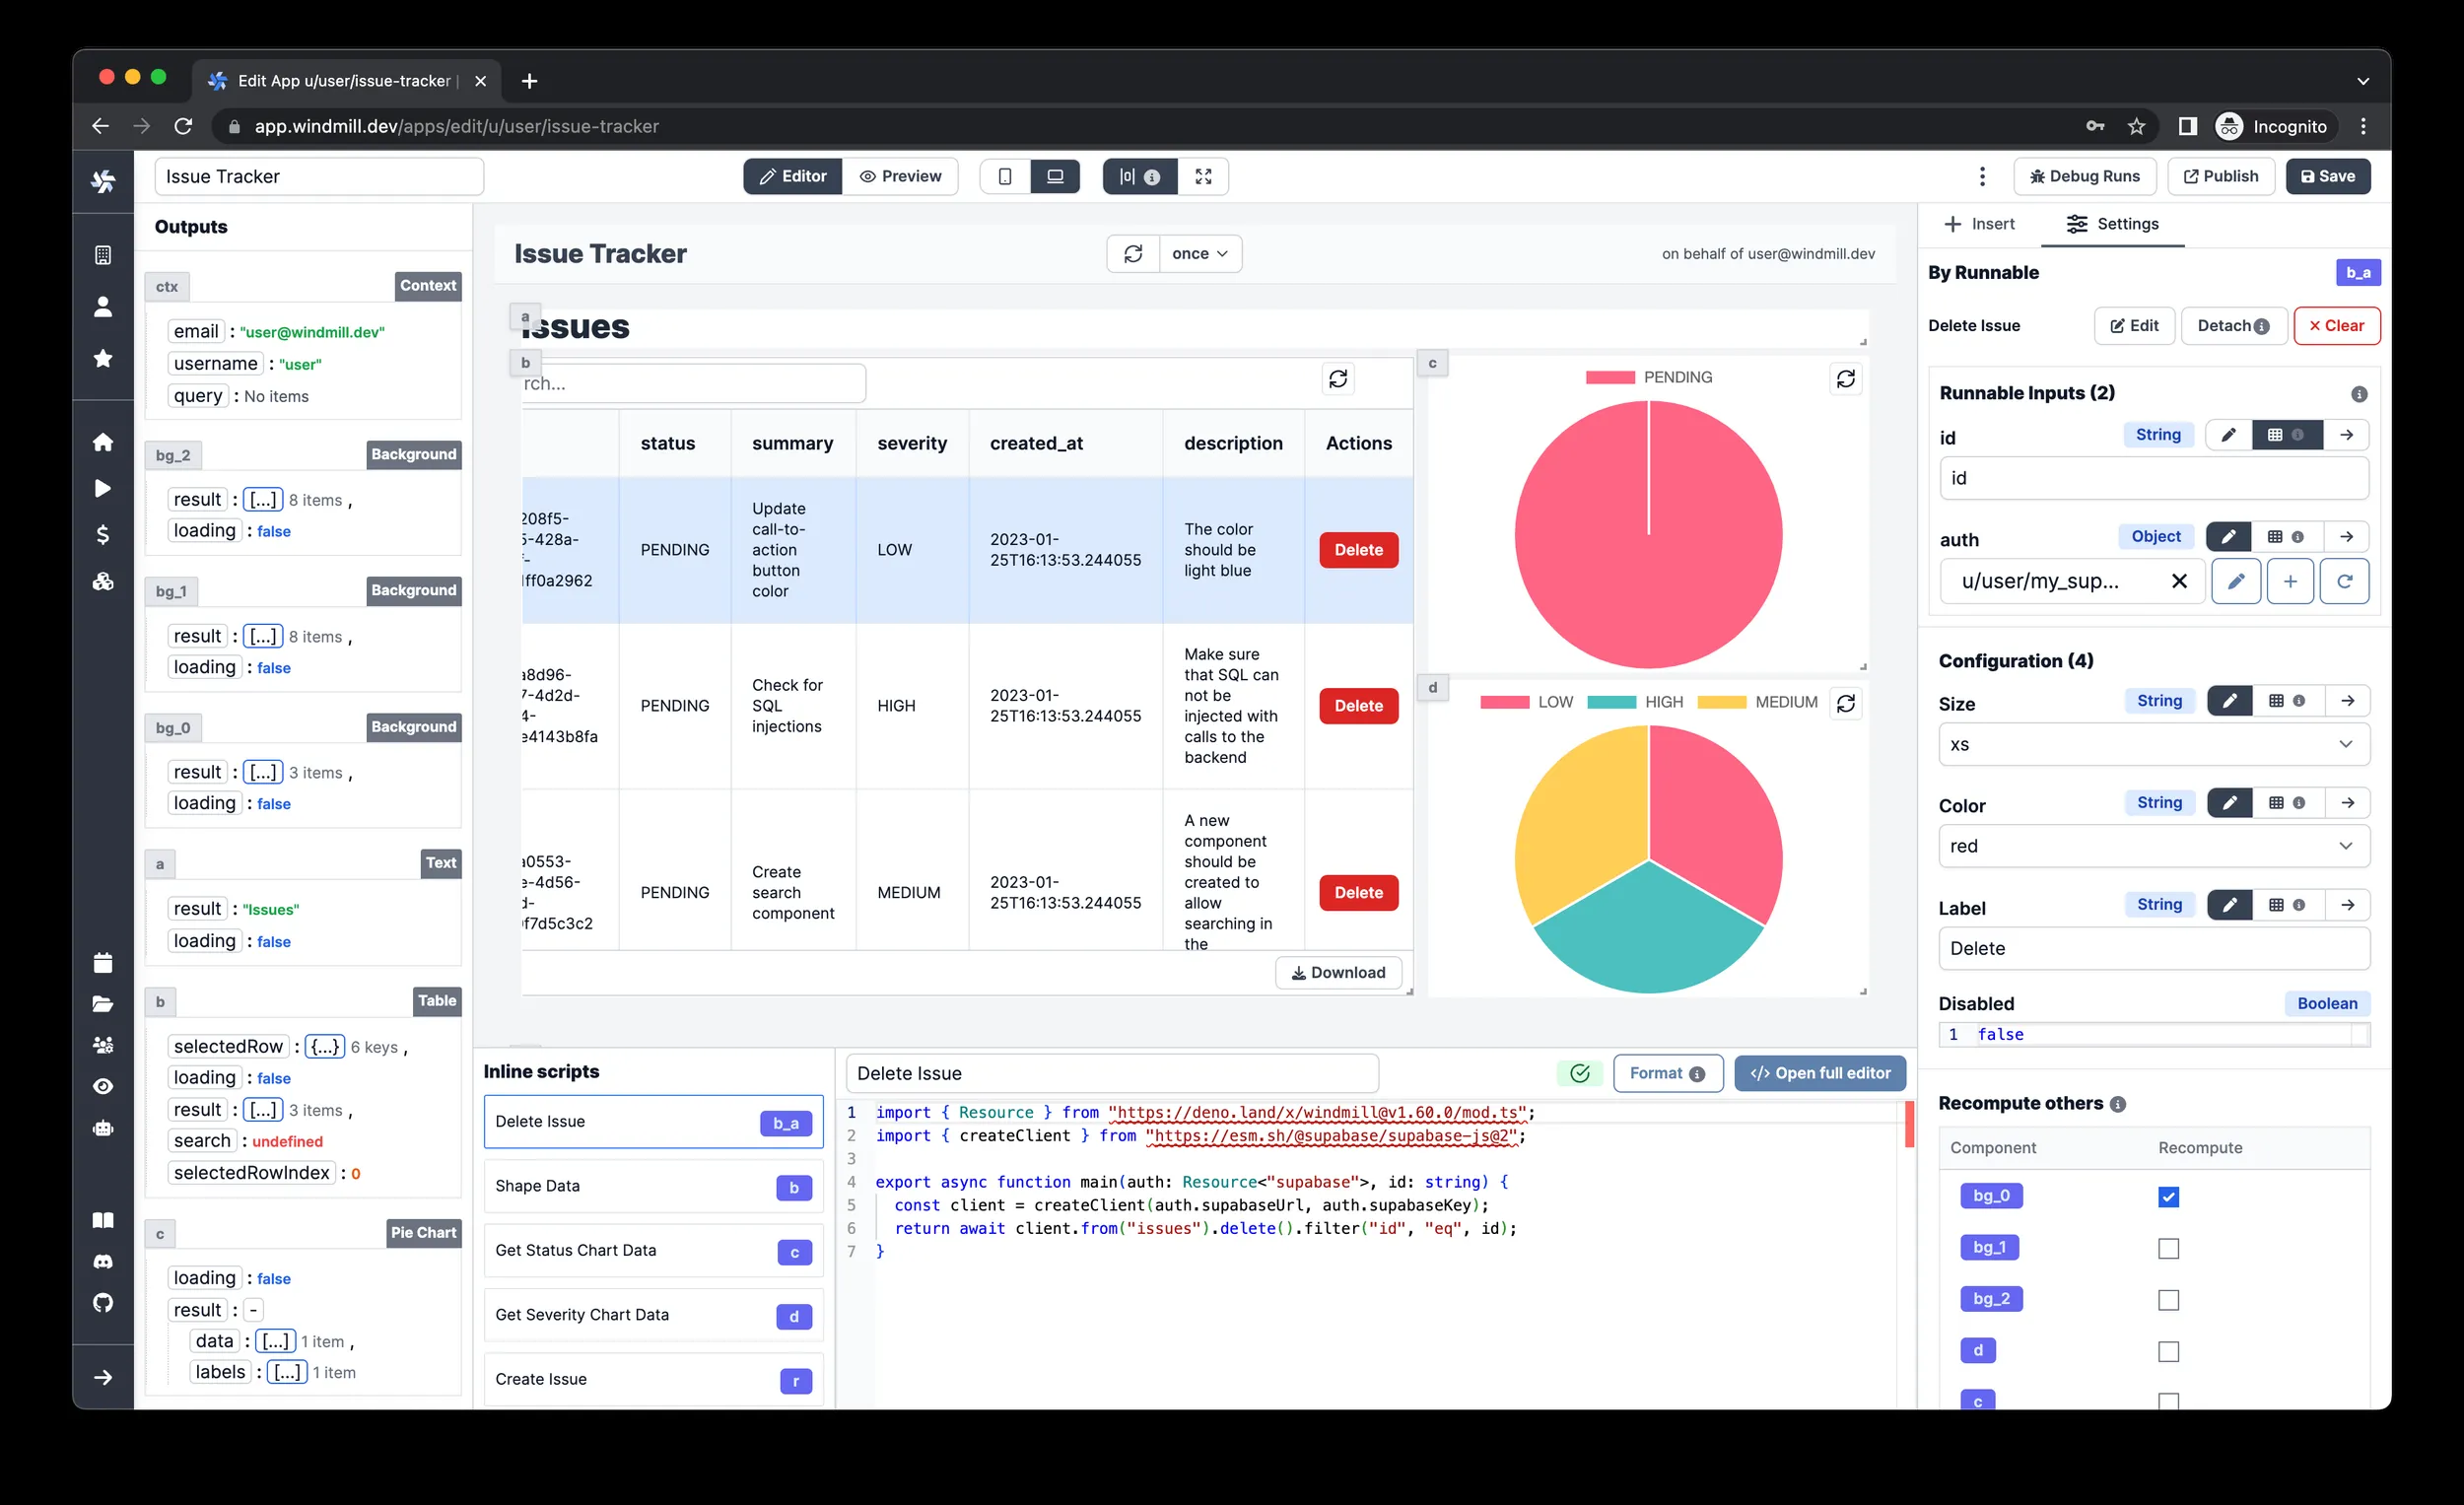 Edit App u/user/issue-tracker |
app.windmill.dev/apps/edit/u/user/issue-tracker
Incognito
Issue Tracker
Editor
Preview
Debug Runs
Publish
Save
Outputs
ctx
Context
email : "user@windmill.dev"
username : "user"
query : No items
bg_2
Background
result : [...] 8 items ,
loading : false
bg_1
Background
result : [...] 8 items ,
loading : false
bg_0
Background
result : [...] 3 items ,
loading : false
a
Text
result : "Issues"
loading : false
b
Table
selectedRow : {...} 6 keys ,
loading : false
result : [...] 3 items ,
search : undefined
selectedRowIndex : 0
c
Pie Chart
loading : false
result : -
data : [...] 1 item ,
labels : [...] 1 item
Issue Tracker
once
on behalf of user@windmill.dev
a
Issues
b
rch...
status
summary
severity
created_at
description
Actions
208f5-
5-428a-
f-
1ff0a2962
PENDING
Update
call-to-
action
button
color
LOW
2023-01-
25T16:13:53.244055
The color
should be
light blue
Delete
a8d96-
7-4d2d-
4-
e4143b8fa
PENDING
Check for
SQL
injections
HIGH
2023-01-
25T16:13:53.244055
Make sure
that SQL can
not be
injected with
calls to the
backend
Delete
a0553-
e-4d56-
d-
9f7d5c3c2
PENDING
Create
search
component
MEDIUM
2023-01-
25T16:13:53.244055
A new
component
should be
created to
allow
searching in
the
Delete
Download
c
PENDING
d
LOW
HIGH
MEDIUM
Inline scripts
Delete Issue
b_a
Shape Data
b
Get Status Chart Data
c
Get Severity Chart Data
d
Create Issue
r
Delete Issue
Format
</> Open full editor
1 import { Resource } from "https://deno.land/x/windmill@v1.60.0/mod.ts";
2 import { createClient } from "https://esm.sh/@supabase/supabase-js@2";
3
4 export async function main(auth: Resource<"supabase">, id: string) {
5 const client = createClient(auth.supabaseUrl, auth.supabaseKey);
6 return await client.from("issues").delete().filter("id", "eq", id);
7 }
Insert
Settings
By Runnable
b_a
Delete Issue
Edit
Detach
Clear
Runnable Inputs (2)
id
String
id
auth
Object
u/user/my_sup...
Configuration (4)
Size
String
xs
Color
String
red
Label
String
Delete
Disabled
Boolean
1 false
Recompute others
Component
Recompute
bg_0
bg_1
bg_2
d
c